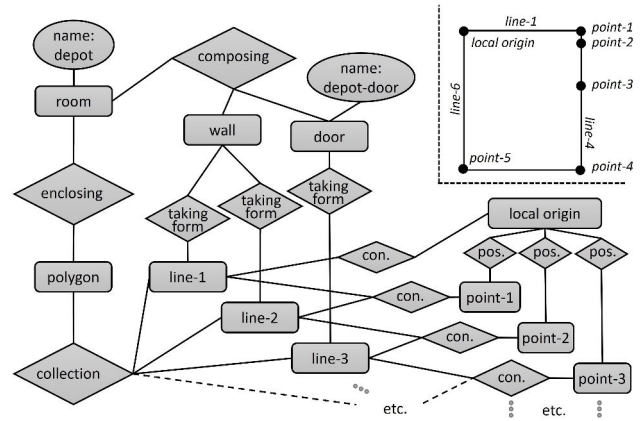 name:
depot
composing
name:
depot-door
room
wall
door
enclosing
taking
form
taking
form
taking
form
polygon
line-1
line-2
line-3
collection
con.
con.
con.
con.
local origin
pos.
pos.
pos.
point-1
point-2
point-3
etc.
etc.
line-1
local origin
point-1
point-2
point-3
line-6
line-4
point-5
point-4